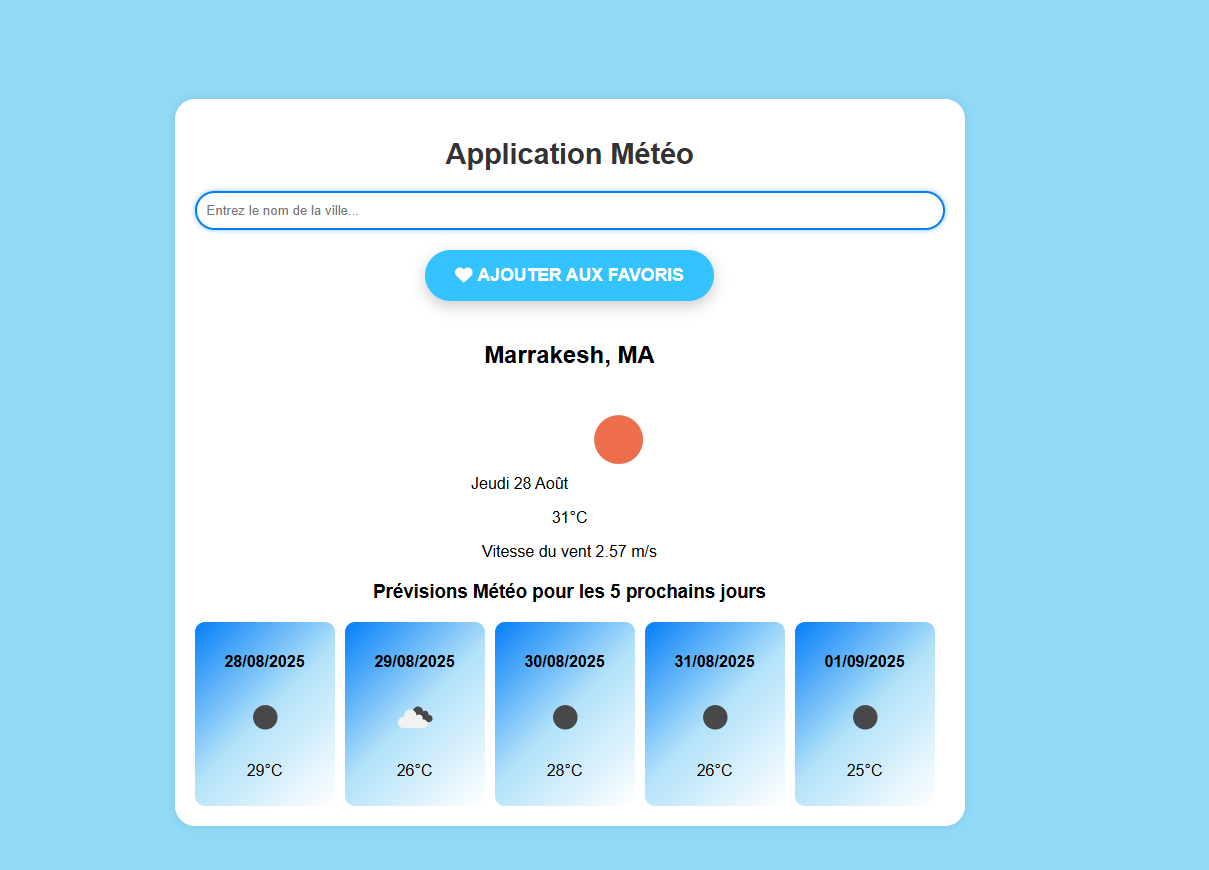 Application Météo
Entrez le nom de la ville...
AJOUTER AUX FAVORIS
Marrakesh, MA
Jeudi 28 Août
31°C
Vitesse du vent 2.57 m/s
Prévisions Météo pour les 5 prochains jours
28/08/2025 29/08/2025 30/08/2025 31/08/2025 01/09/2025
29°C 26°C 28°C 26°C 25°C